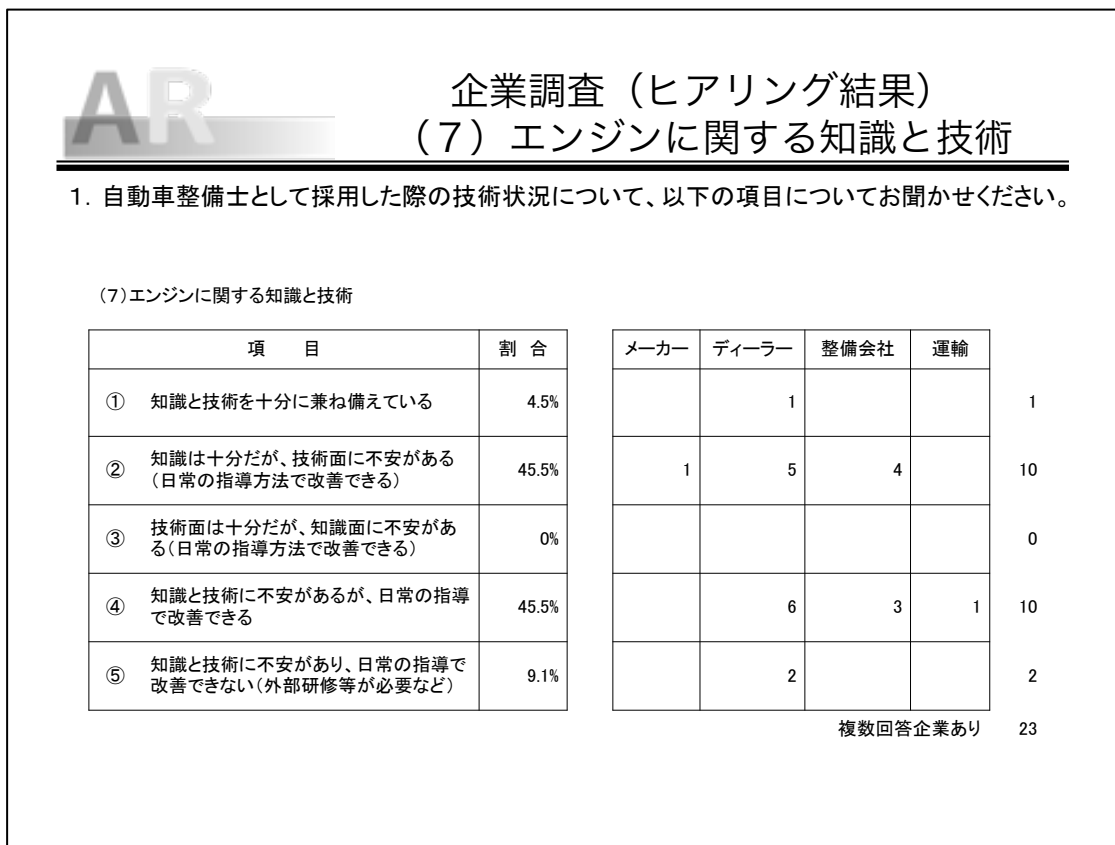 AR
企業調査（ヒアリング結果）
（７）エンジンに関する知識と技術
１．自動車整備士として採用した際の技術状況について、以下の項目についてお聞かせください。
（７）エンジンに関する知識と技術
項　　目 割 合 メーカー ディーラー 整備会社 運輸
① 知識と技術を十分に兼ね備えている 4.5% 1 1
② 知識は十分だが、技術面に不安がある
（日常の指導方法で改善できる） 45.5% 1 5 4 10
③ 技術面は十分だが、知識面に不安があ
る（日常の指導方法で改善できる） 0% 0
④ 知識と技術に不安があるが、日常の指導
で改善できる 45.5% 6 3 1 10
⑤ 知識と技術に不安があり、日常の指導で
改善できない（外部研修等が必要など） 9.1% 2 2
複数回答企業あり 23